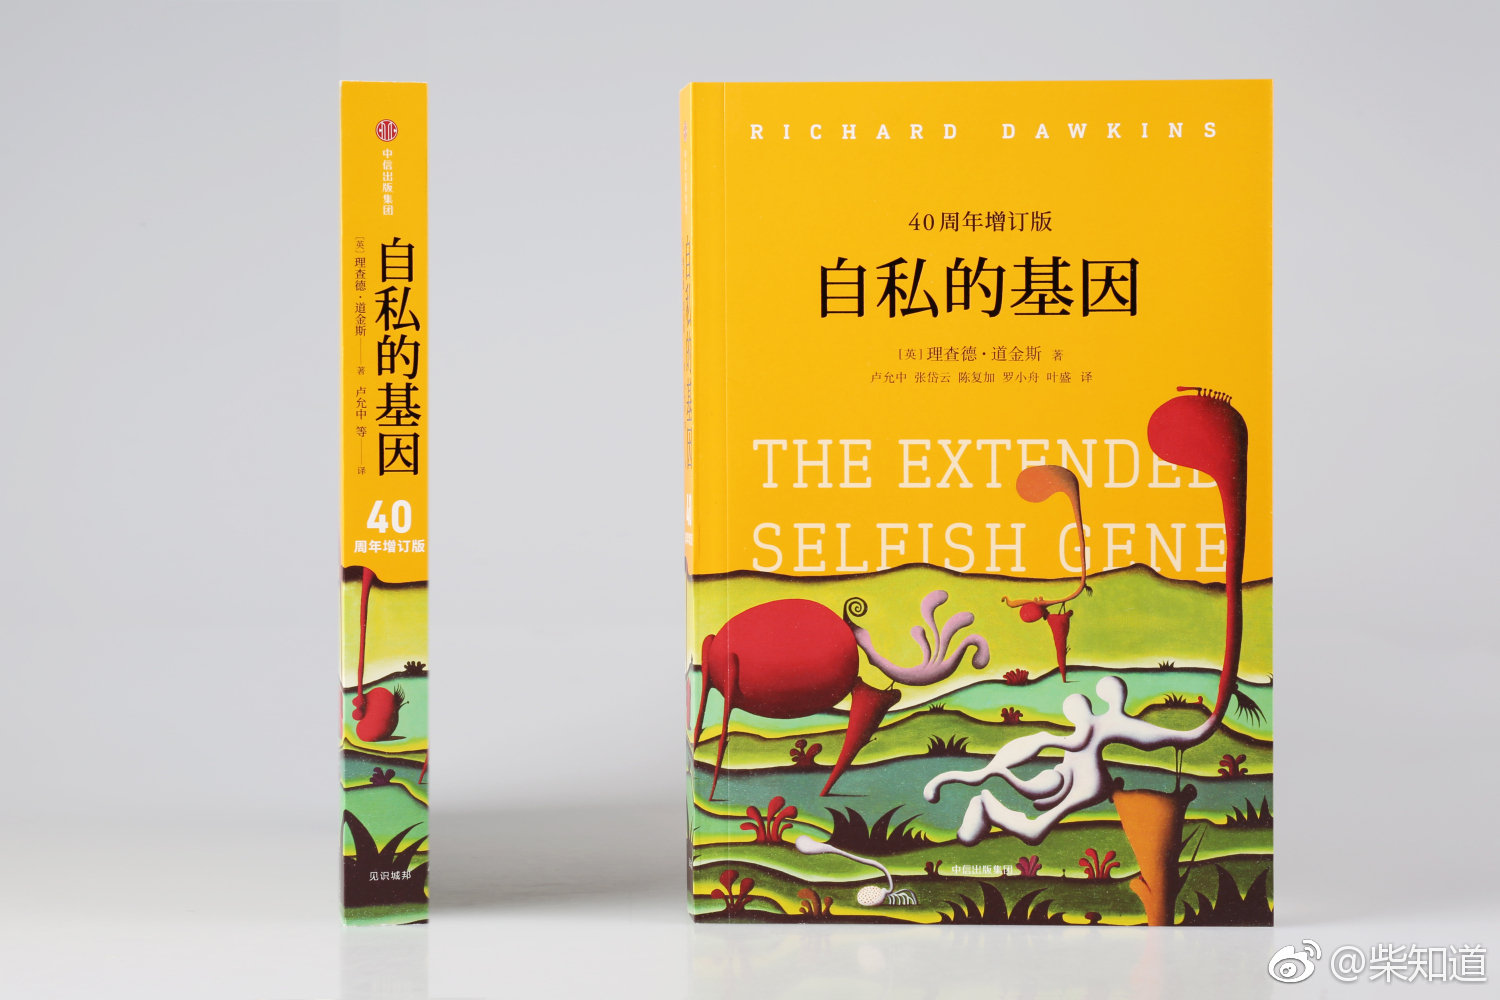 中信出版集团
自私的基因
[英]理查德·道金斯——著
卢允中 等——译
40
周年增订版
见识城邦
RICHARD DAWKINS
40周年增订版
自私的基因
[英]理查德·道金斯 著
卢允中 张岱云 陈复加 罗小舟 叶盛 译
THE EXTENDED
SELFISH GENE
中信出版集团
@柴知道